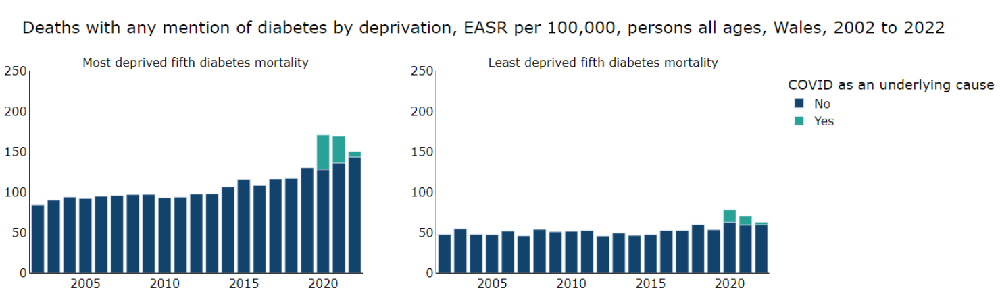 Deaths with any mention of diabetes by deprivation, EASR per 100,000, persons all ages, Wales, 2002 to 2022
Most deprived fifth diabetes mortality
250
200
150
100
50
0
2005 2010 2015 2020
Least deprived fifth diabetes mortality
250
200
150
100
50
0
2005 2010 2015 2020
COVID as an underlying cause
No
Yes